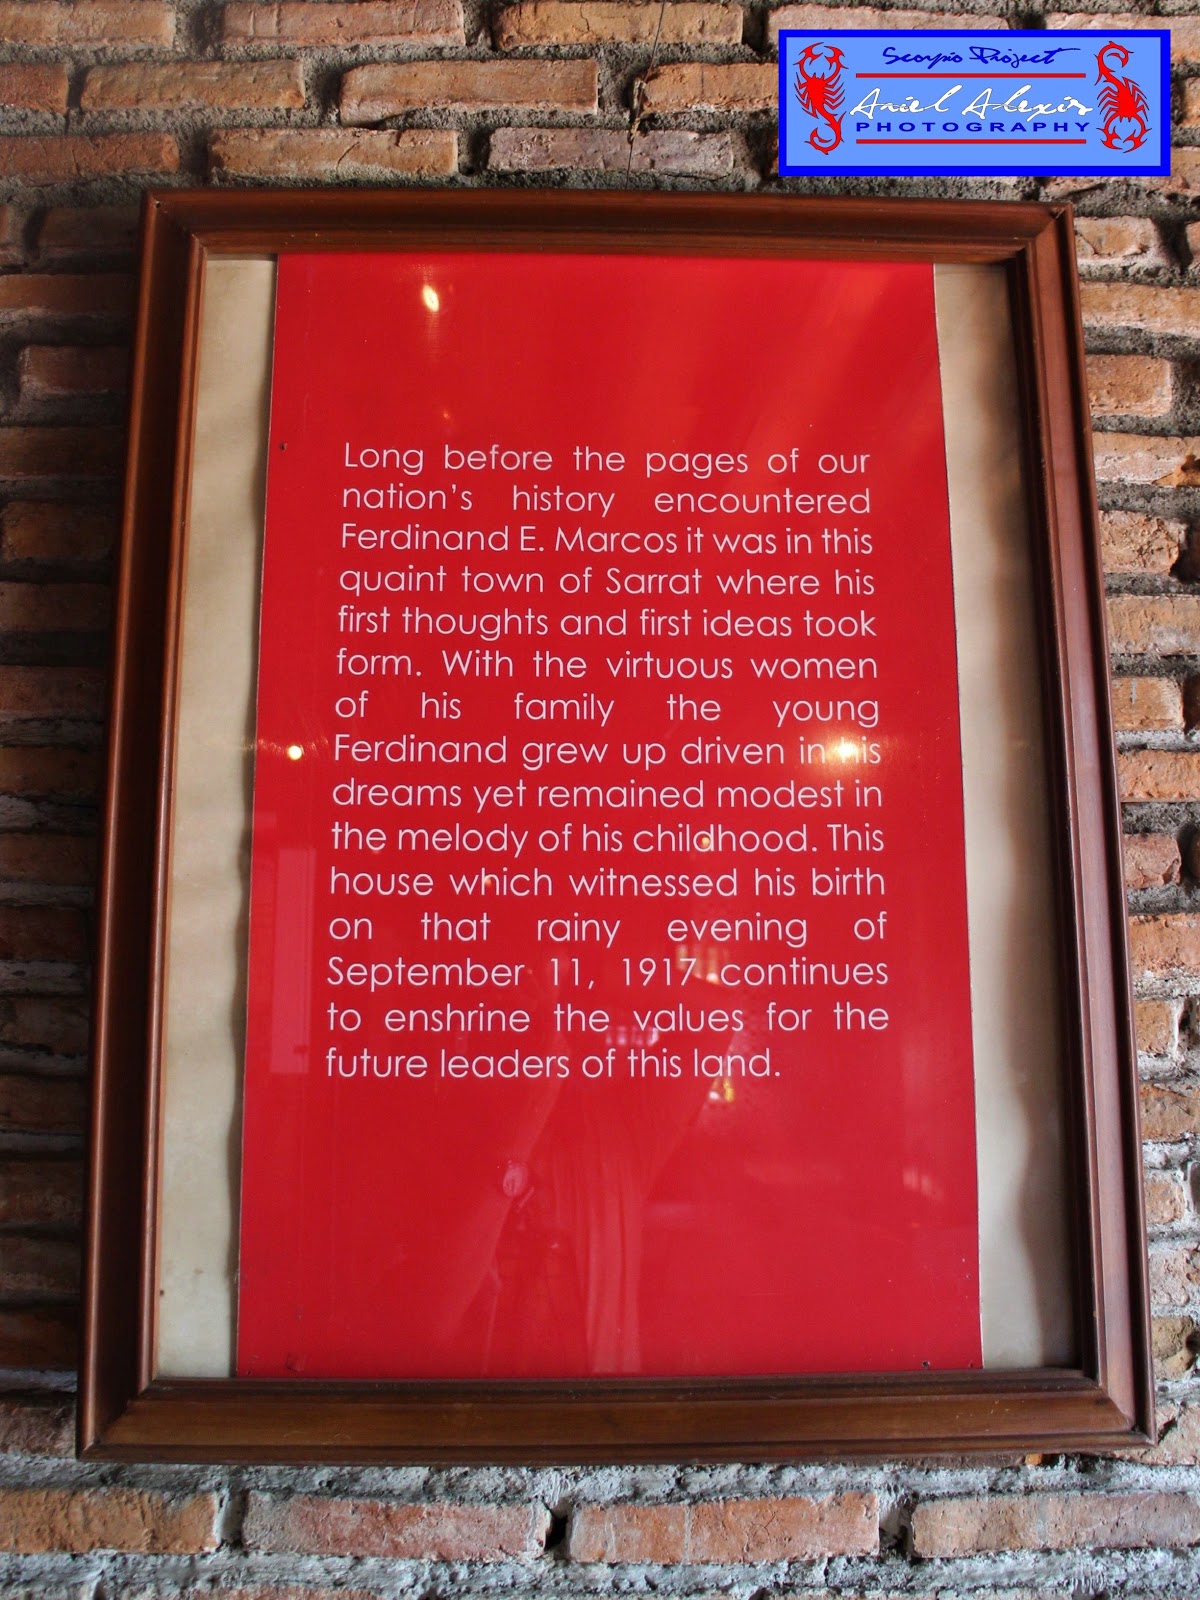 Scorpio Project
Ariel Alexis
PHOTOGRAPHY
Long before the pages of our
nation's history encountered
Ferdinand E. Marcos it was in this
quaint town of Sarrat where his
first thoughts and first ideas took
form. With the virtuous women
of his family the young
Ferdinand grew up driven in his
dreams yet remained modest in
the melody of his childhood. This
house which witnessed his birth
on that rainy evening of
September 11, 1917 continues
to enshrine the values for the
future leaders of this land.